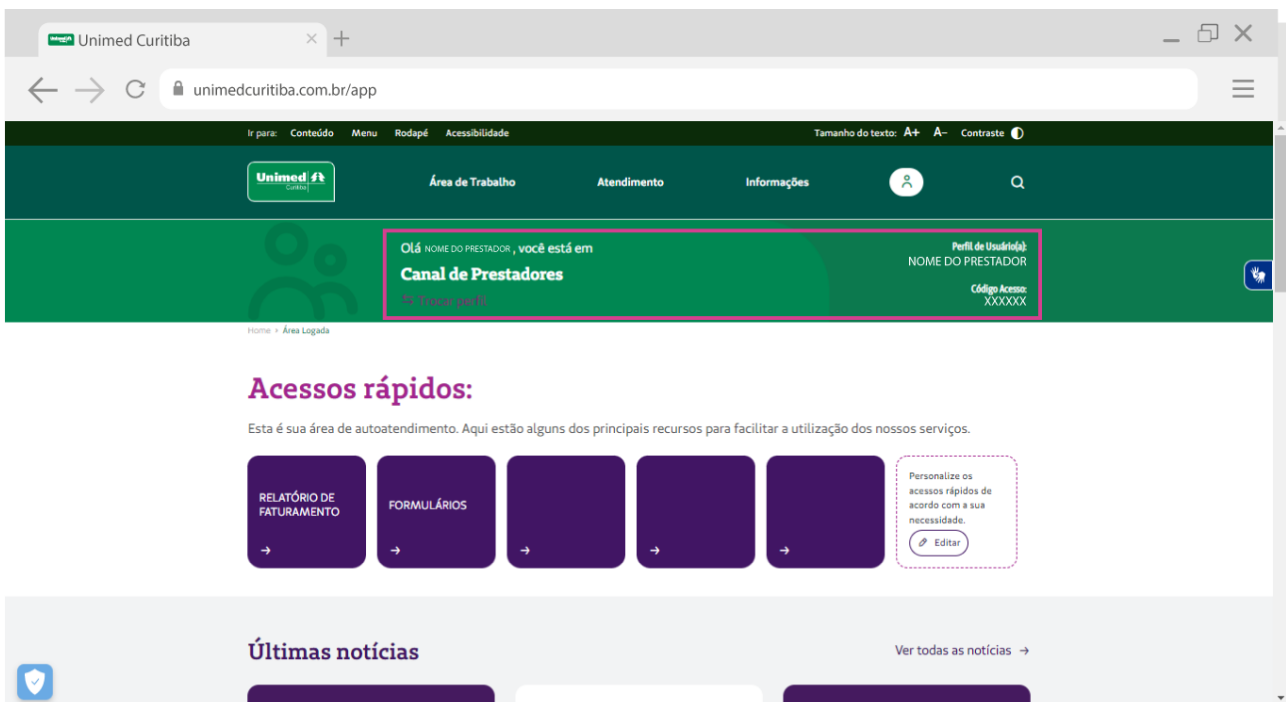 Unimed Curitiba
unimedcuritiba.com.br/app
Ir para: Conteúdo Menu Rodapé Acessibilidade
Tamanho do texto: A+ A- Contraste
Unimed
Curitiba
Área de Trabalho
Atendimento
Informações
Olá NOME DO PRESTADOR , você está em
Canal de Prestadores
Trocar perfil
Perfil de Usuário(a):
NOME DO PRESTADOR
Código Acesso:
XXXXXX
Home › Área Logada
Acessos rápidos:
Esta é sua área de autoatendimento. Aqui estão alguns dos principais recursos para facilitar a utilização dos nossos serviços.
RELATÓRIO DE
FATURAMENTO
FORMULÁRIOS
Personalize os
acessos rápidos de
acordo com a sua
necessidade.
Editar
Últimas notícias
Ver todas as notícias →